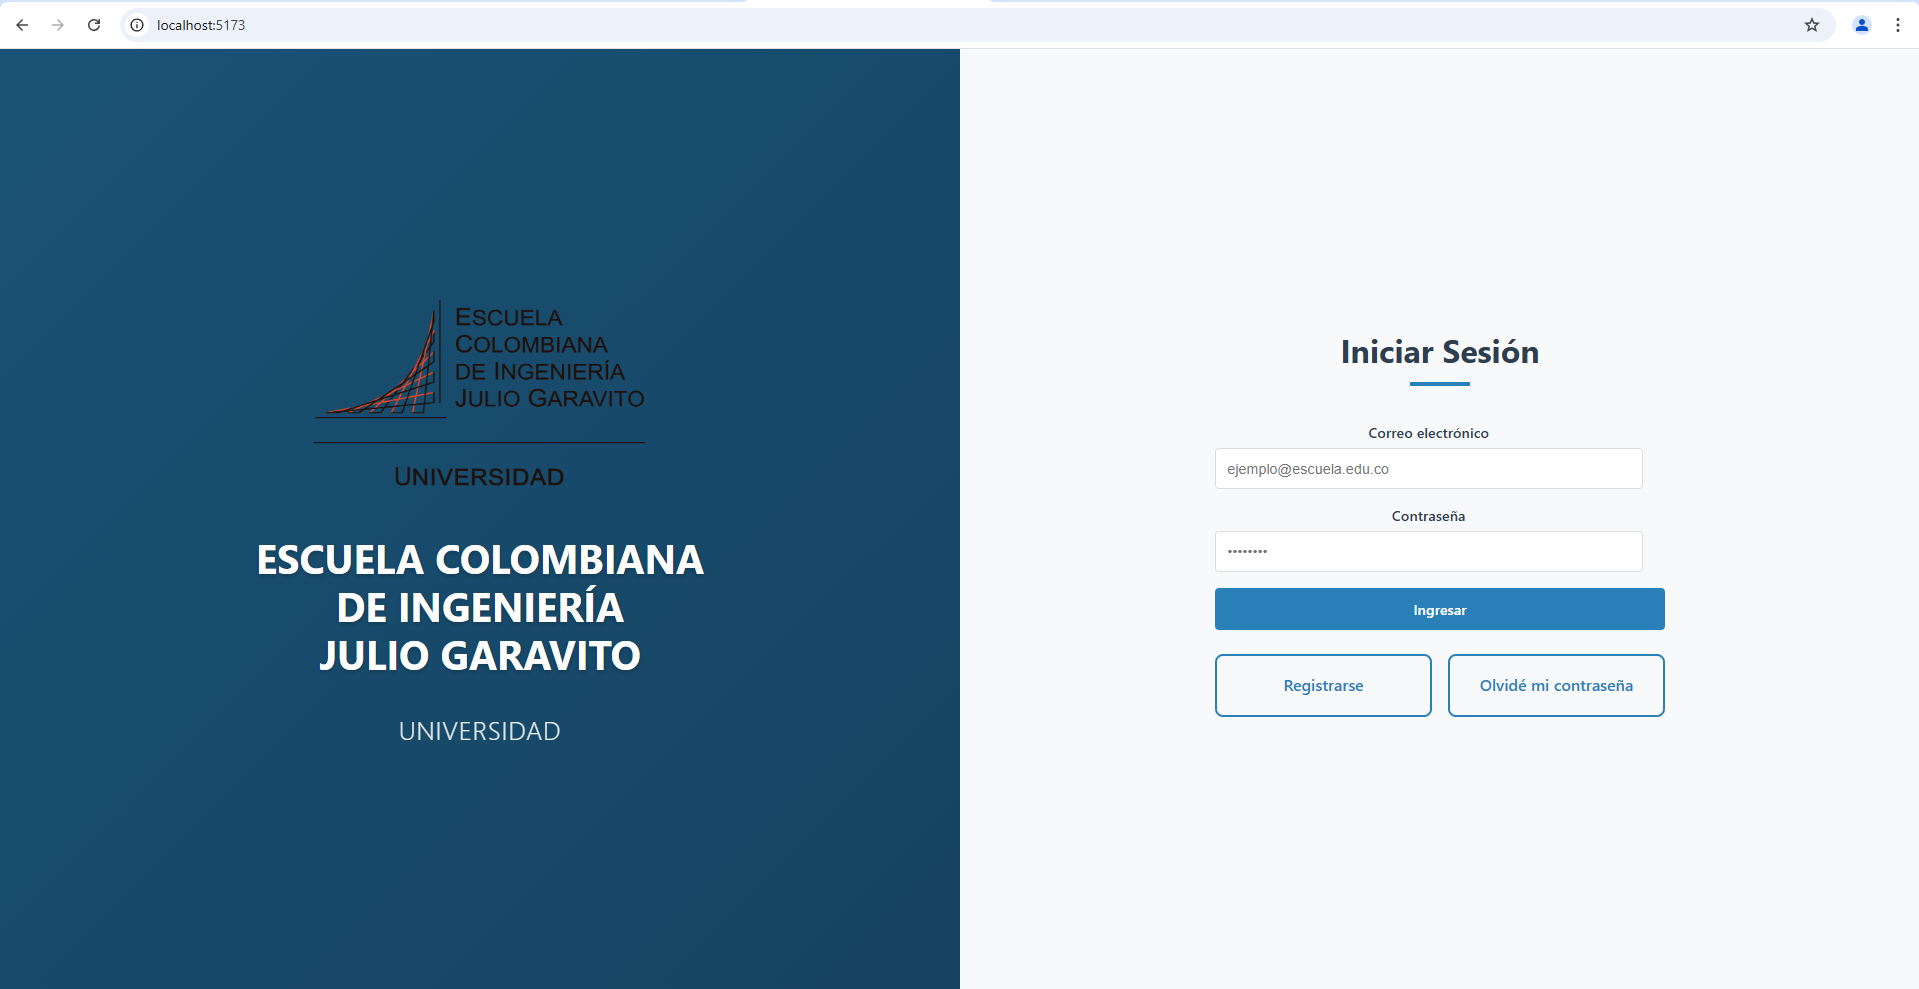 localhost:5173
ESCUELA
COLOMBIANA
DE INGENIERÍA
JULIO GARAVITO
UNIVERSIDAD
ESCUELA COLOMBIANA
DE INGENIERÍA
JULIO GARAVITO
UNIVERSIDAD
Iniciar Sesión
Correo electrónico
ejemplo@escuela.edu.co
Contraseña
••••••••
Ingresar
Registrarse
Olvidé mi contraseña